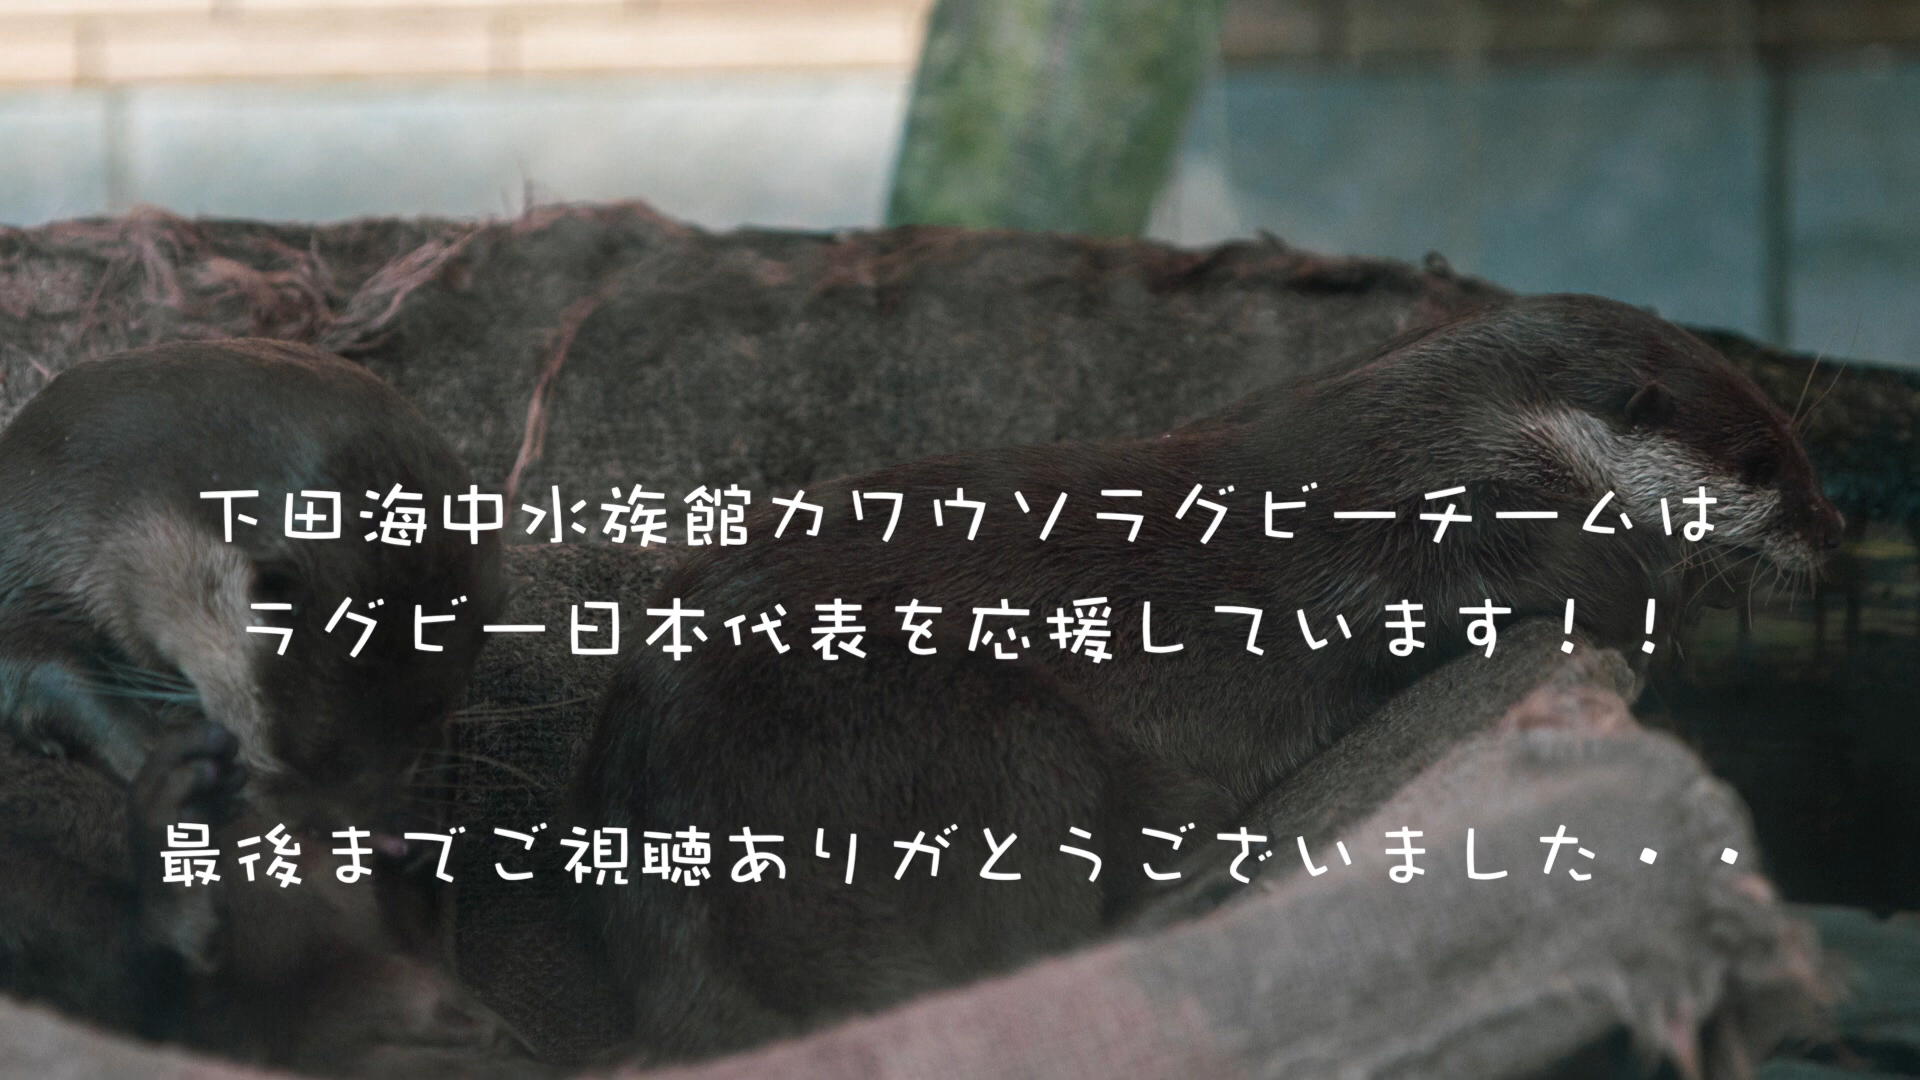 下田海中水族館カワウソラグビーチームは
ラグビー日本代表を応援しています！！
最後までご視聴ありがとうございました・・